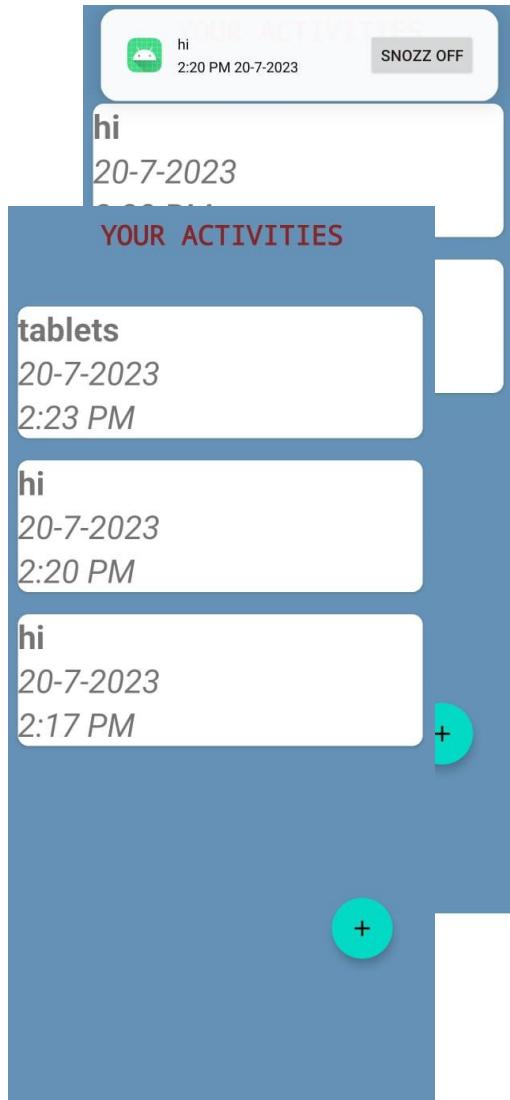 YOUR ACTIVITIES
hi
2:20 PM 20-7-2023
SNOZZ OFF
hi
20-7-2023
YOUR ACTIVITIES
tablets
20-7-2023
2:23 PM
hi
20-7-2023
2:20 PM
hi
20-7-2023
2:17 PM
+
+